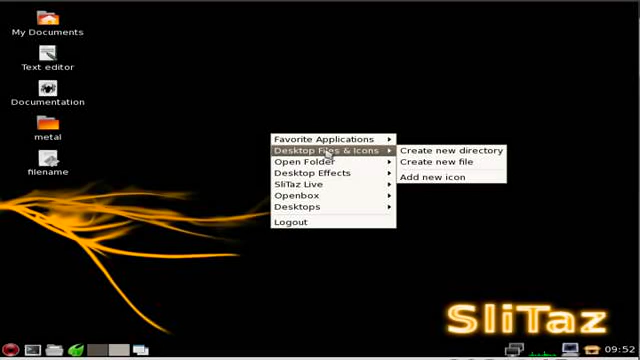 My Documents
Text editor
Documentation
metal
filename
Favorite Applications
Desktop Files & Icons
Open Folder
Desktop Effects
SliTaz Live
Openbox
Desktops
Logout
Create new directory
Create new file
Add new icon
SliTaz
09:52